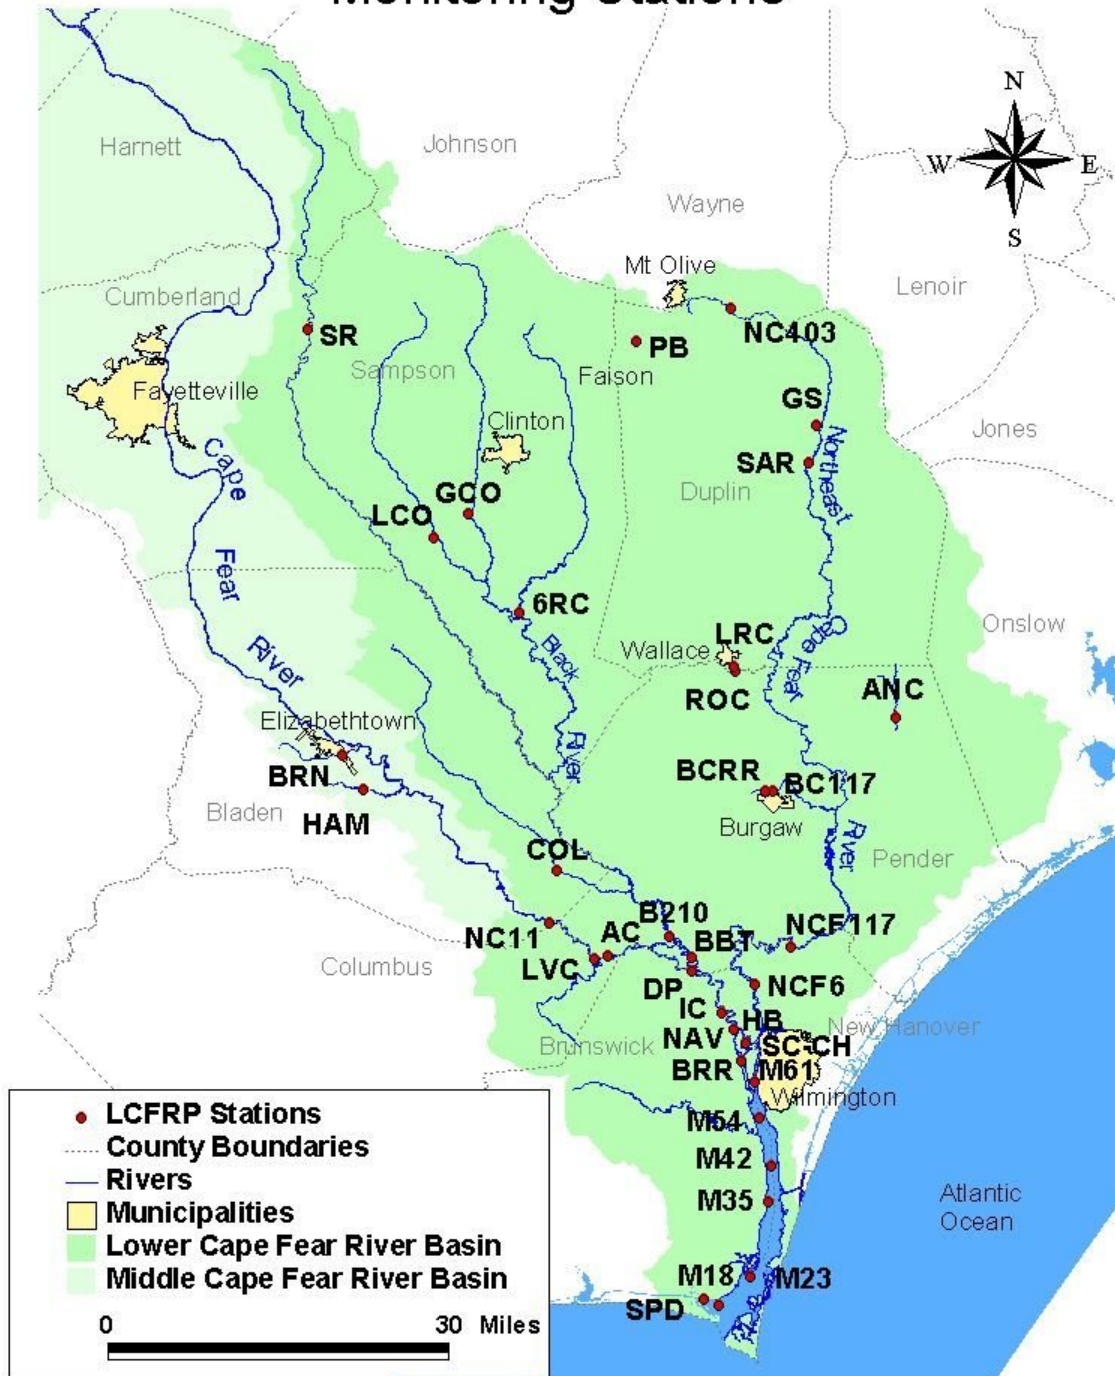 Monitoring Stations
N
W
E
S
Harnett
Johnson
Wayne
Mt Olive
Lenoir
Cumberland
SR
PB
NC403
Sampson
Faison
Fayetteville
GS
Jones
Clinton
Cape
SAR
Northeast
Duplin
GCO
LCO
Fear
6RC
Onslow
LRC
Cape Fear
Wallace
Black
River
ROC
ANC
Elizabethtown
River
BRN
BCRR
BC117
Bladen
HAM
Burgaw
River
Pender
COL
B210
NCF117
NC11
AC
BBT
LVC
Columbus
DP
NCF6
IC
HB
New Hanover
NAV
SC-CH
Brunswick
BRR
M61
Wilmington
M54
M42
M35
Atlantic
Ocean
M18
M23
SPD
LCFRP Stations
County Boundaries
Rivers
Municipalities
Lower Cape Fear River Basin
Middle Cape Fear River Basin
0
30 Miles